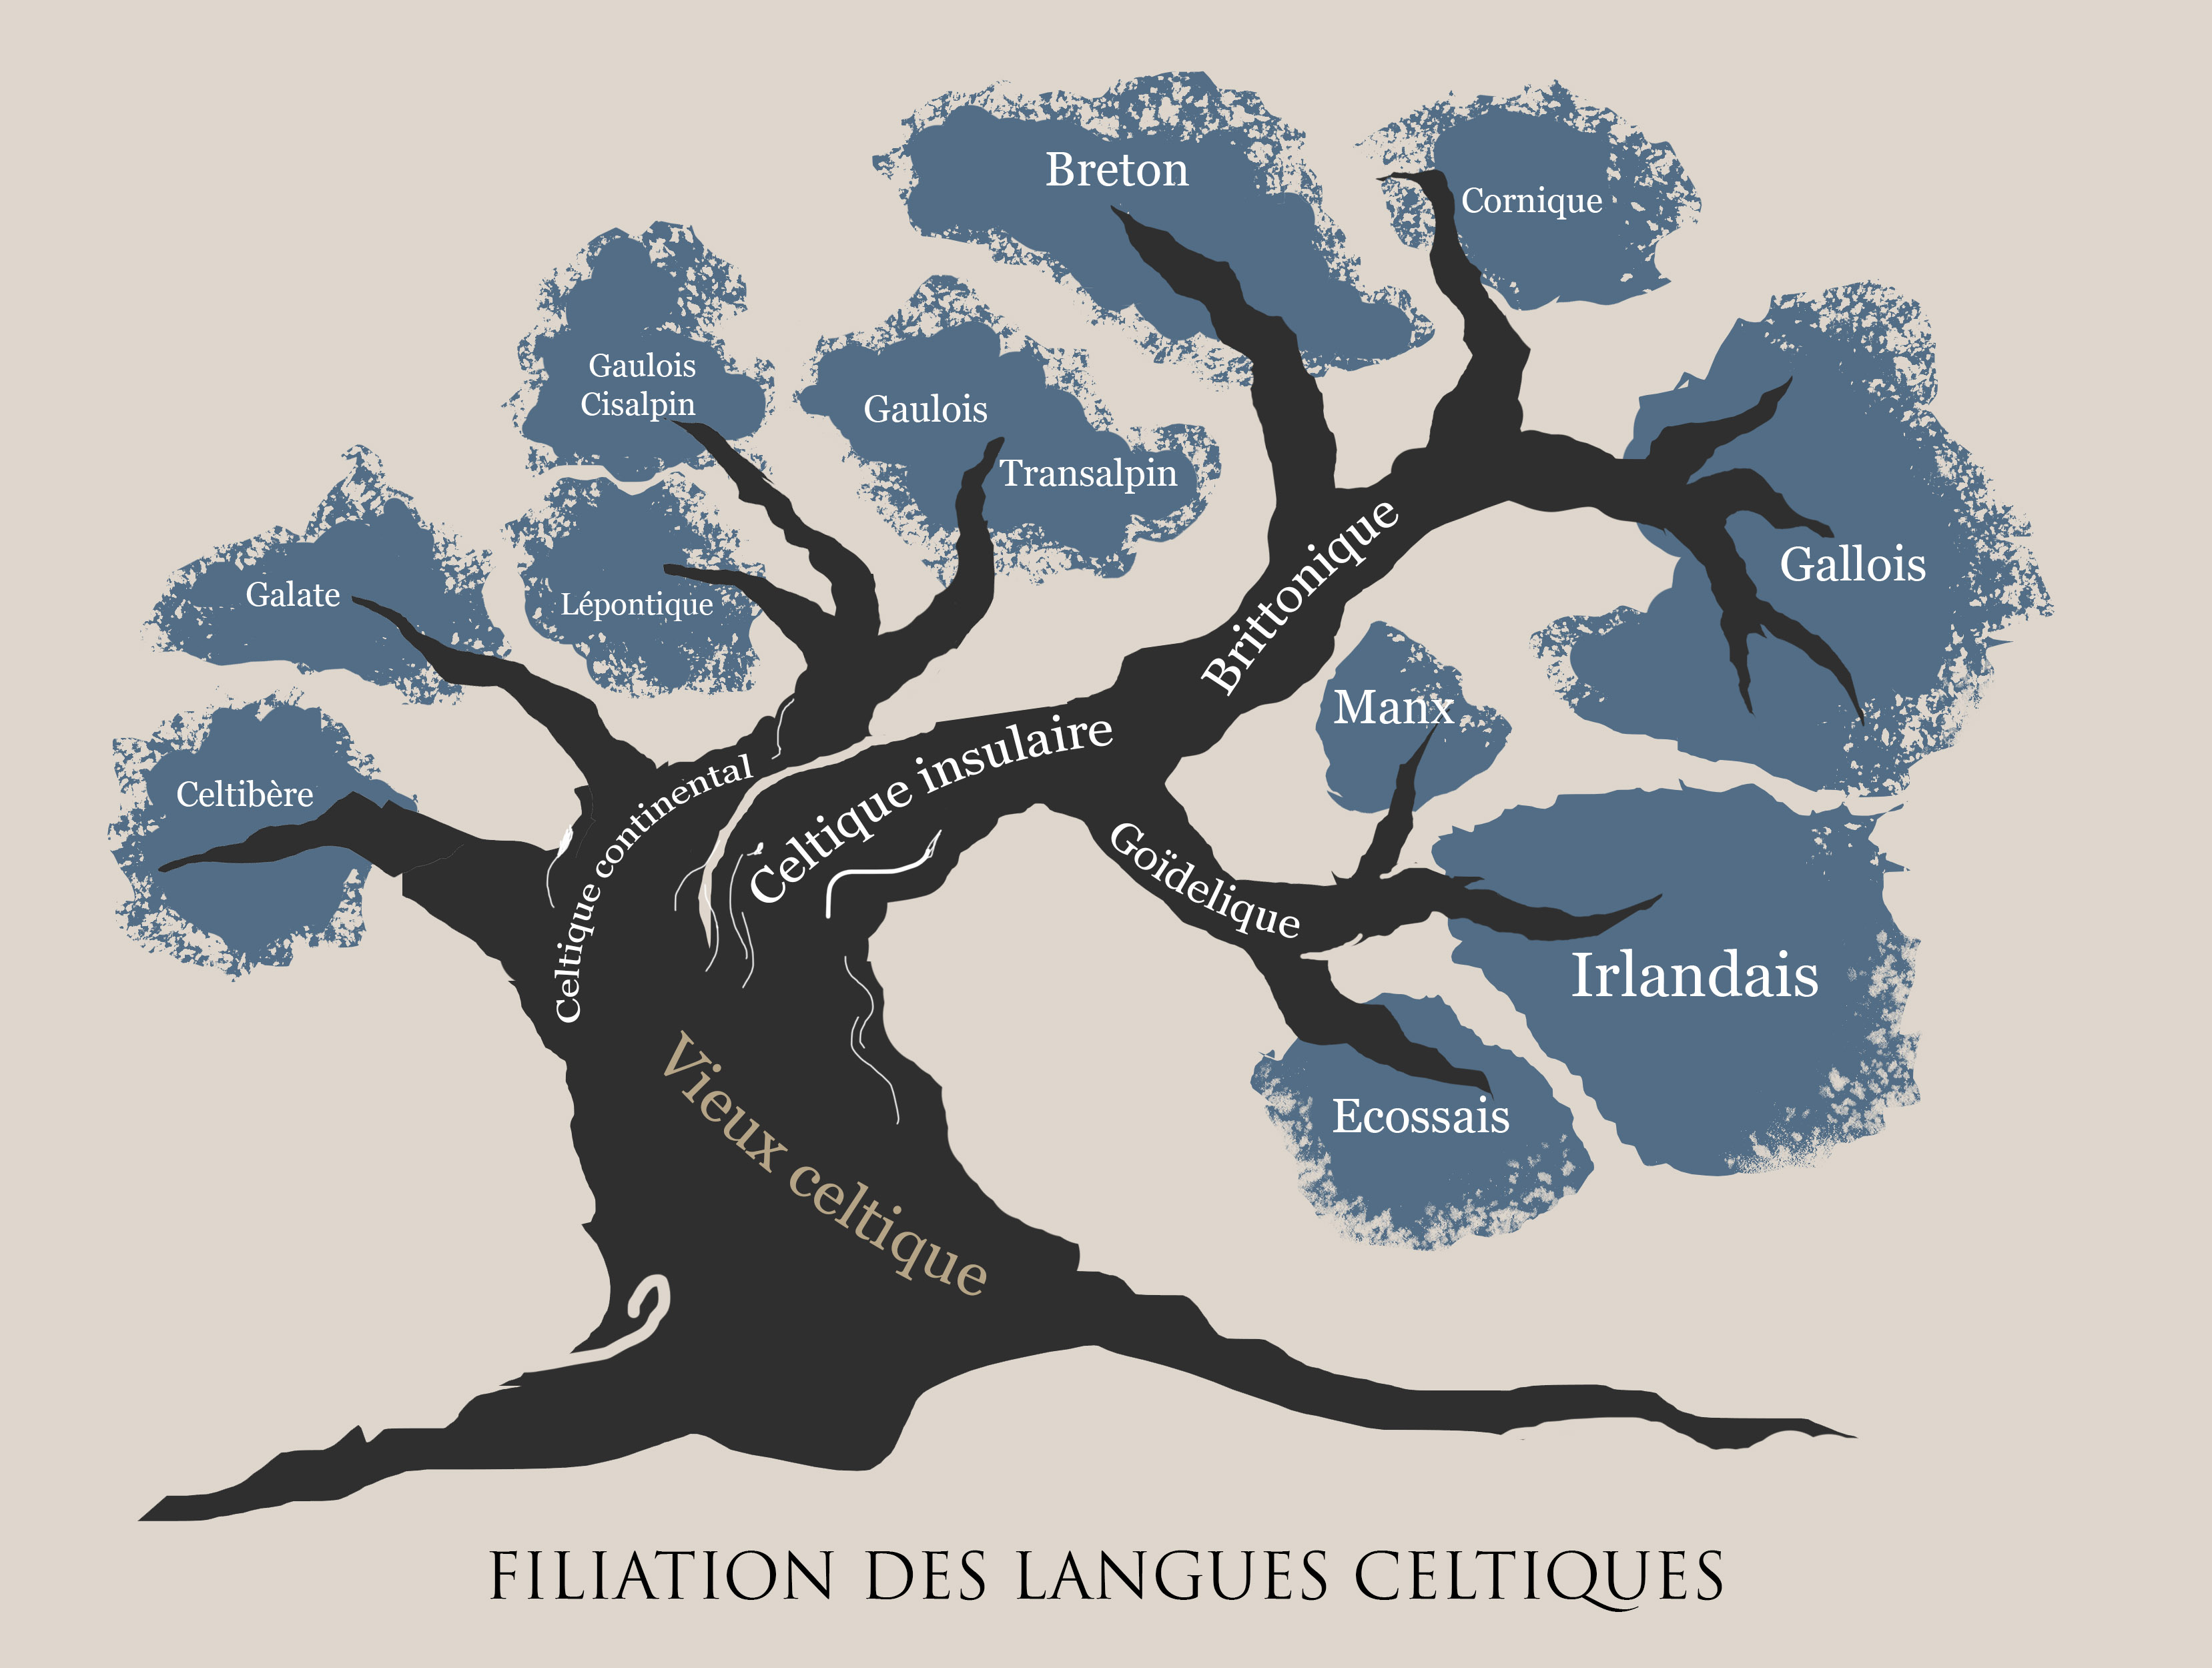 Breton
Cornique
Gaulois
Cisalpin
Gaulois
Transalpin
Galate
Lépontique
Gallois
Brittonique
Manx
Celtibère
Celtique continental
Celtique insulaire
Goïdelique
Irlandais
Ecossais
Vieux celtique
FILIATION DES LANGUES CELTIQUES